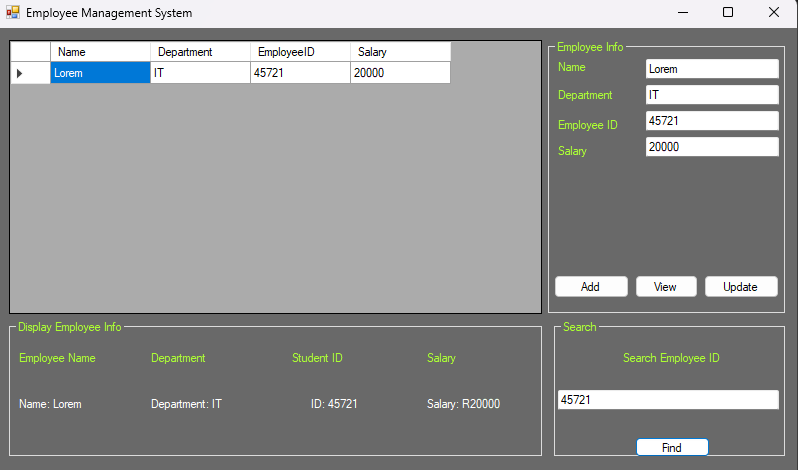 Employee Management System
Name Department EmployeeID Salary
Lorem IT 45721 20000
Employee Info
Name Lorem
Department IT
Employee ID 45721
Salary 20000
Add View Update
Display Employee Info
Employee Name Department Student ID Salary
Name: Lorem Department: IT ID: 45721 Salary: R20000
Search
Search Employee ID
45721
Find